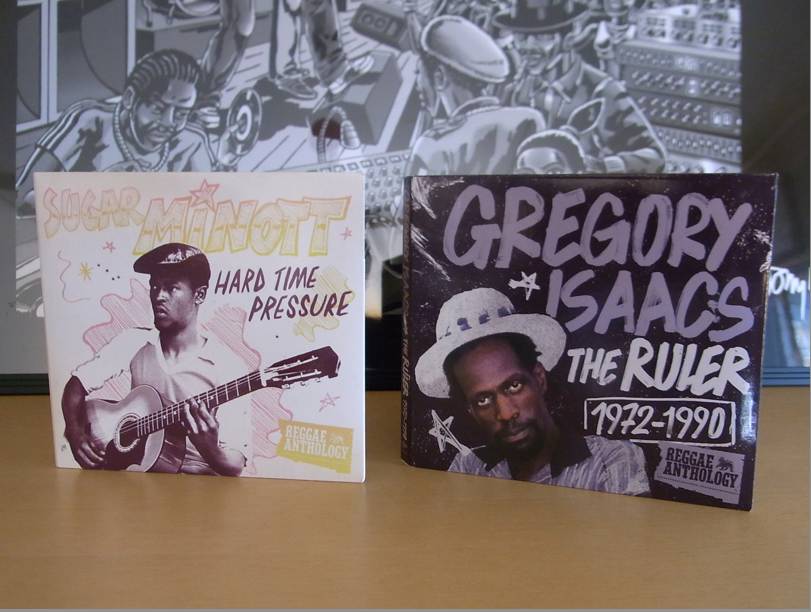 SUGAR
MINOTT
HARD TIME
PRESSURE
REGGAE
ANTHOLOGY
GREGORY
ISAACS
THE RULER
1972-1990
REGGAE
ANTHOLOGY